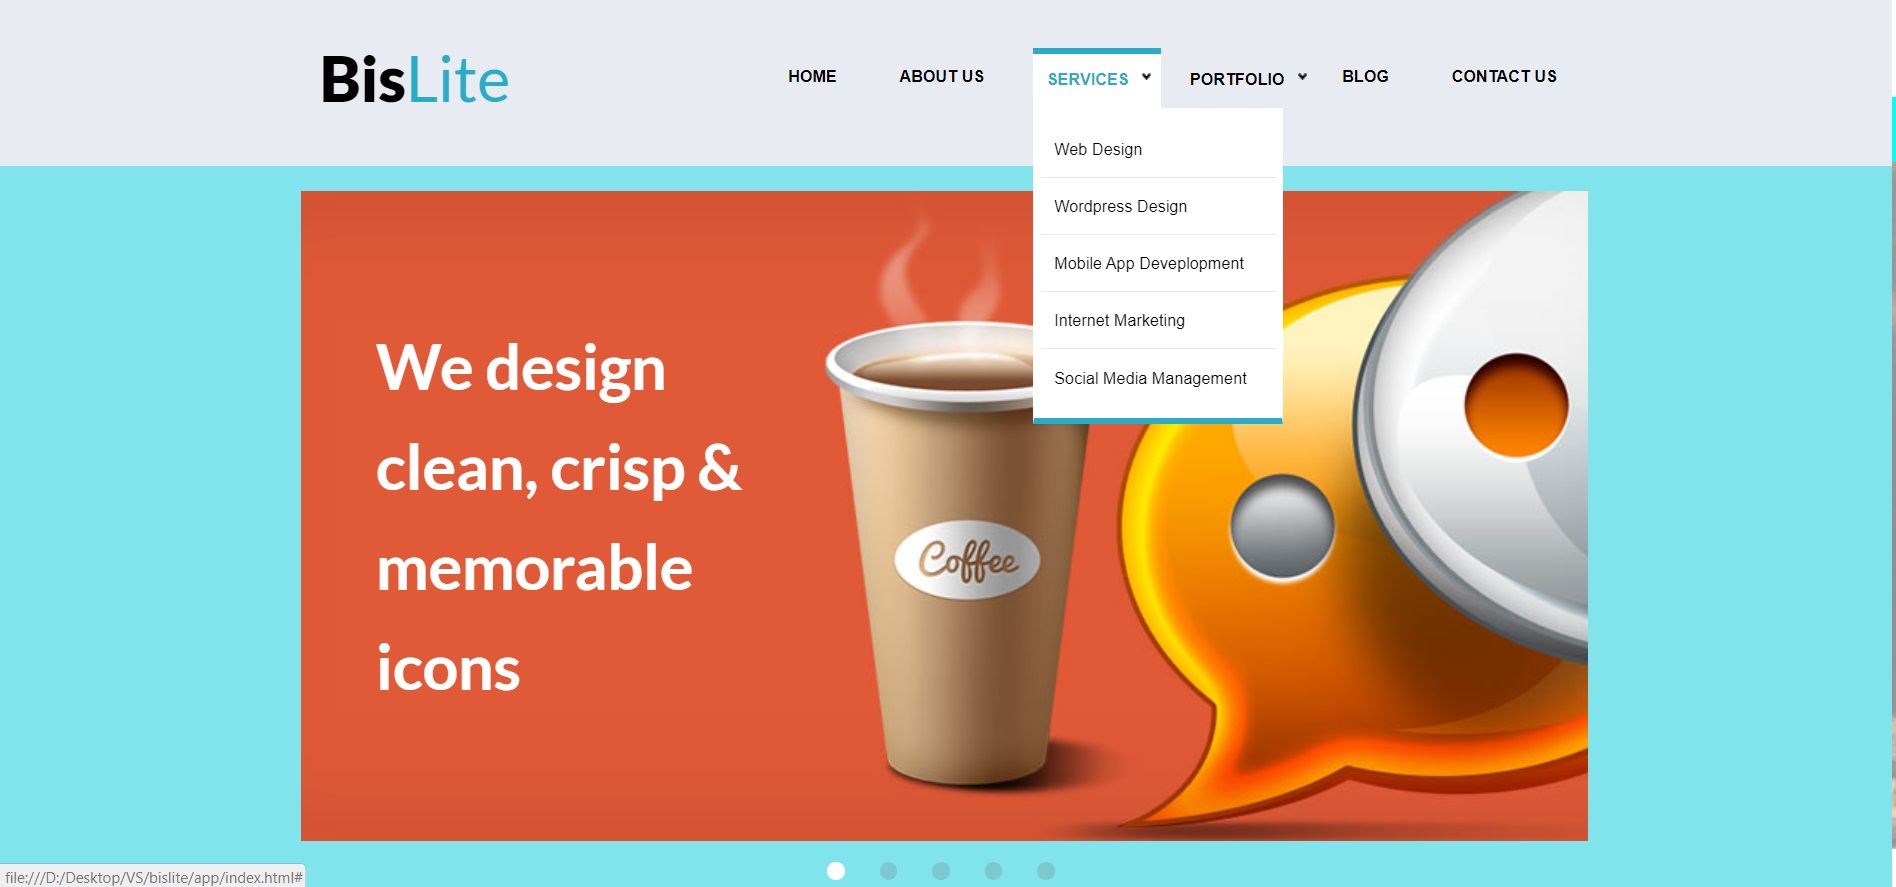 BisLite
HOME ABOUT US SERVICES PORTFOLIO BLOG CONTACT US
Web Design
Wordpress Design
Mobile App Deveplopment
Internet Marketing
Social Media Management
We design
clean, crisp &
memorable
icons
Coffee
file:///D:/Desktop/VS/bislite/app/index.html#